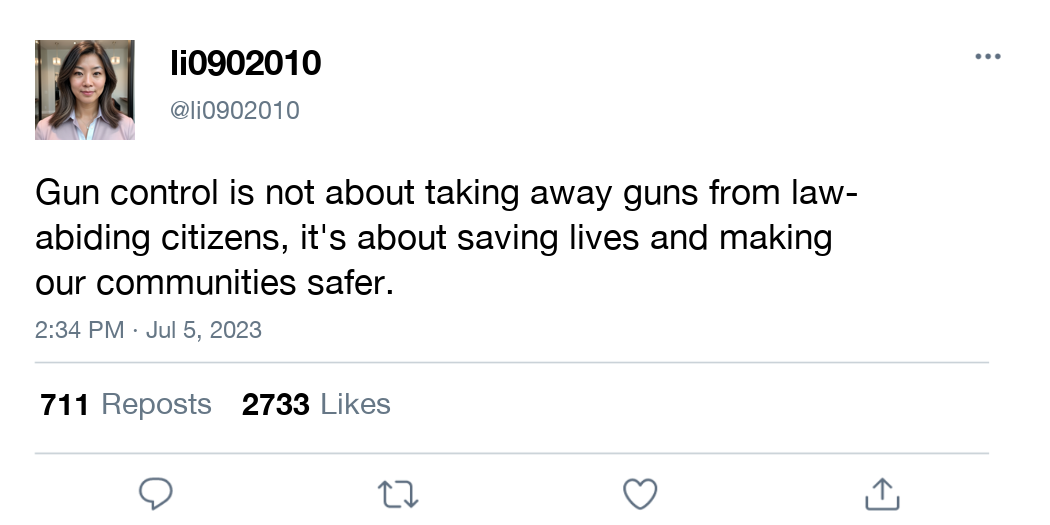 li0902010
@li0902010
Gun control is not about taking away guns from law-
abiding citizens, it's about saving lives and making
our communities safer.
2:34 PM · Jul 5, 2023
711 Reposts 2733 Likes